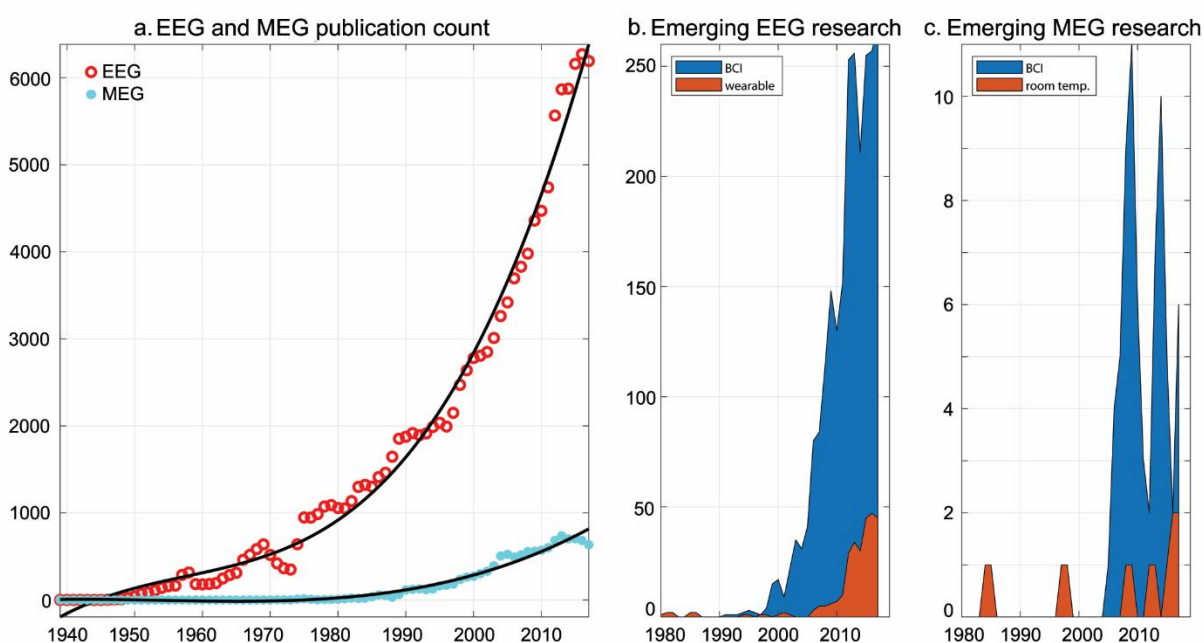 a. EEG and MEG publication count
EEG
MEG
6000
5000
4000
3000
2000
1000
0
1940 1950 1960 1970 1980 1990 2000 2010
b. Emerging EEG research
BCI
wearable
250
200
150
100
50
0
1980 1990 2000 2010
c. Emerging MEG research
BCI
room temp.
10
8
6
4
2
0
1980 1990 2000 2010